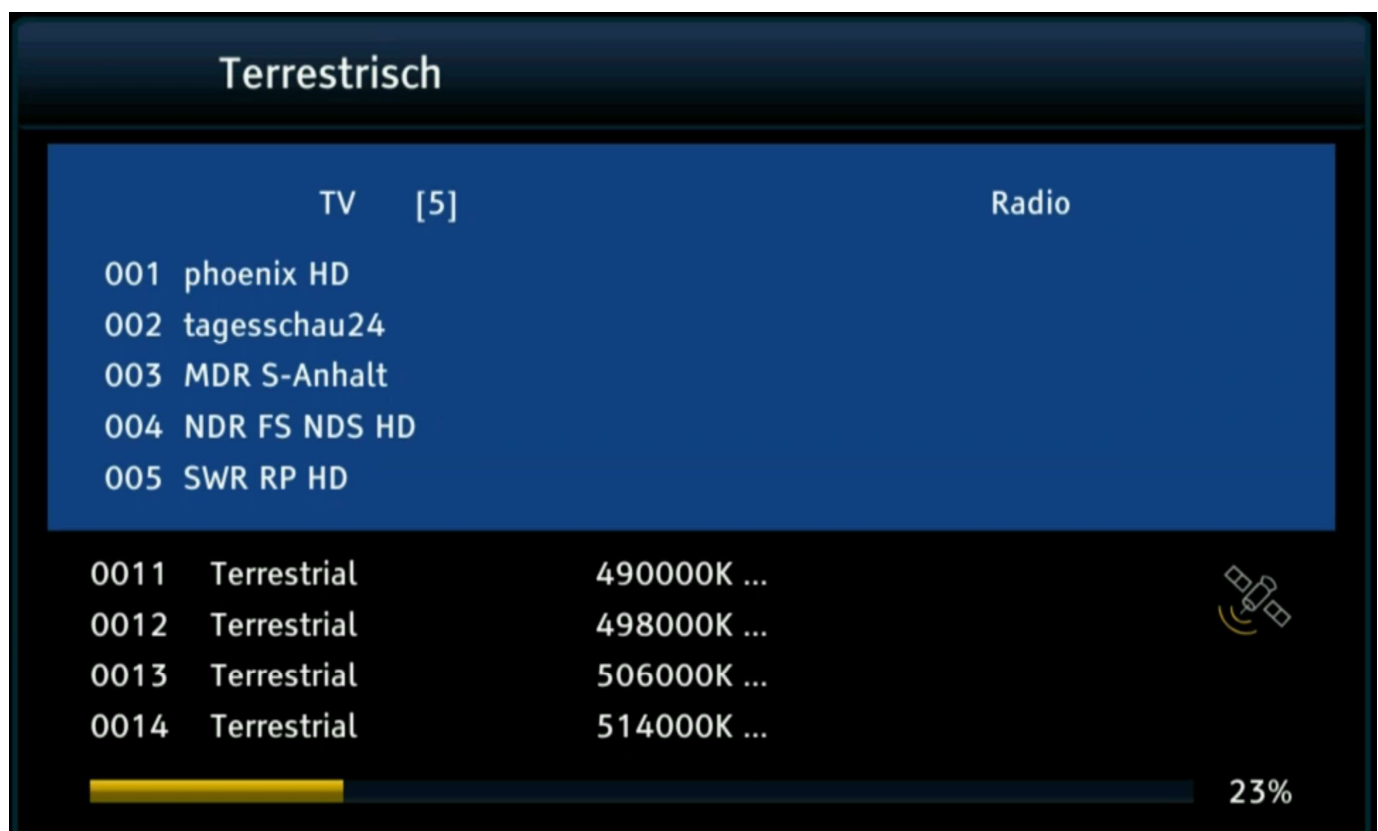 Terrestrisch
TV [5] Radio
001 phoenix HD
002 tagesschau24
003 MDR S-Anhalt
004 NDR FS NDS HD
005 SWR RP HD
0011 Terrestrial 490000K ...
0012 Terrestrial 498000K ...
0013 Terrestrial 506000K ...
0014 Terrestrial 514000K ...
23%